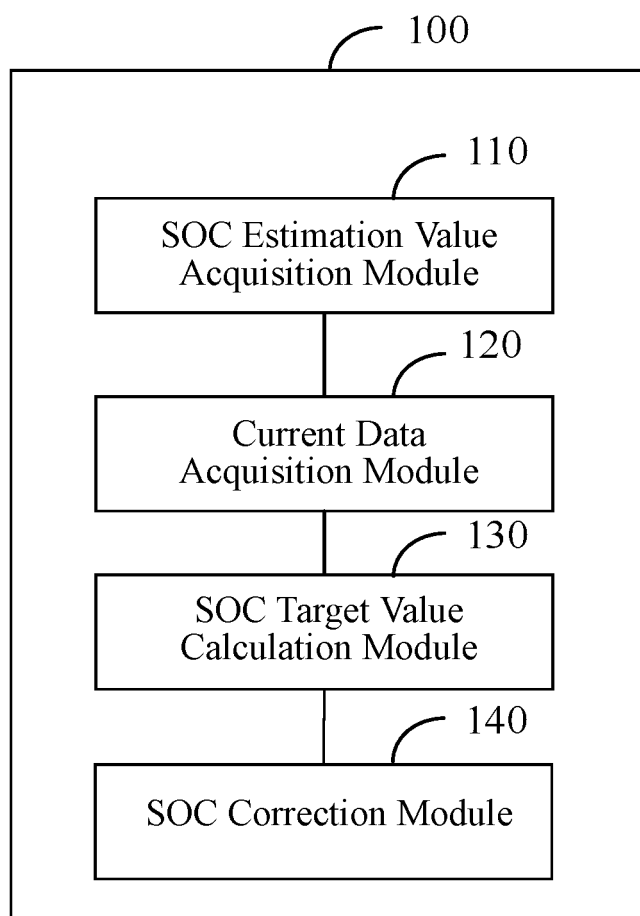 100
110
SOC Estimation Value
Acquisition Module
120
Current Data
Acquisition Module
130
SOC Target Value
Calculation Module
140
SOC Correction Module